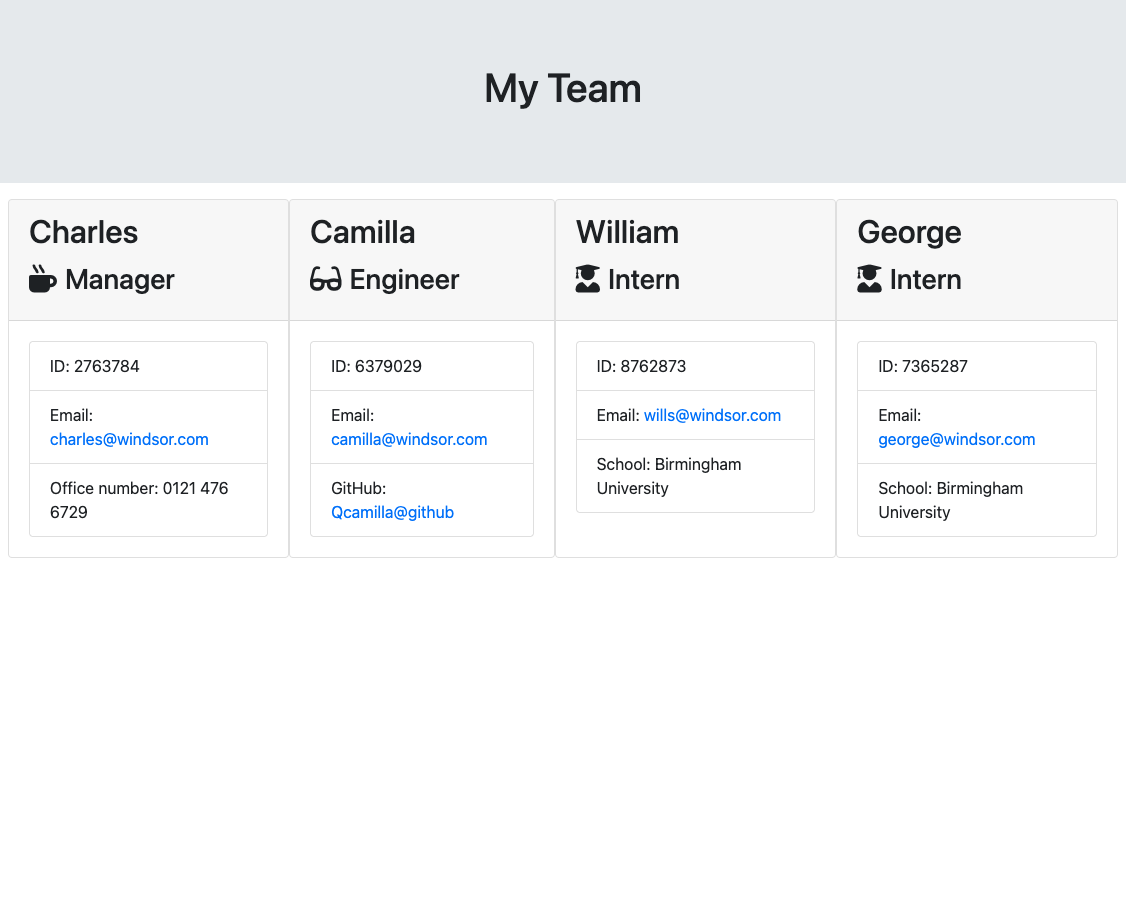 My Team
Charles
Manager
ID: 2763784
Email:
charles@windsor.com
Office number: 0121 476
6729
Camilla
Engineer
ID: 6379029
Email:
camilla@windsor.com
GitHub:
Qcamilla@github
William
Intern
ID: 8762873
Email: wills@windsor.com
School: Birmingham
University
George
Intern
ID: 7365287
Email:
george@windsor.com
School: Birmingham
University